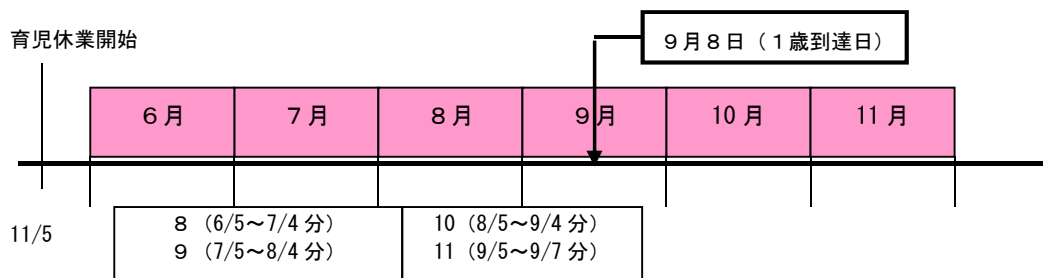 育児休業開始
９月８日（１歳到達日）
６月
７月
８月
９月
10月
11月
11/5
８（6/5～7/4 分）
９（7/5～8/4 分）
10（8/5～9/4 分）
11（9/5～9/7 分）